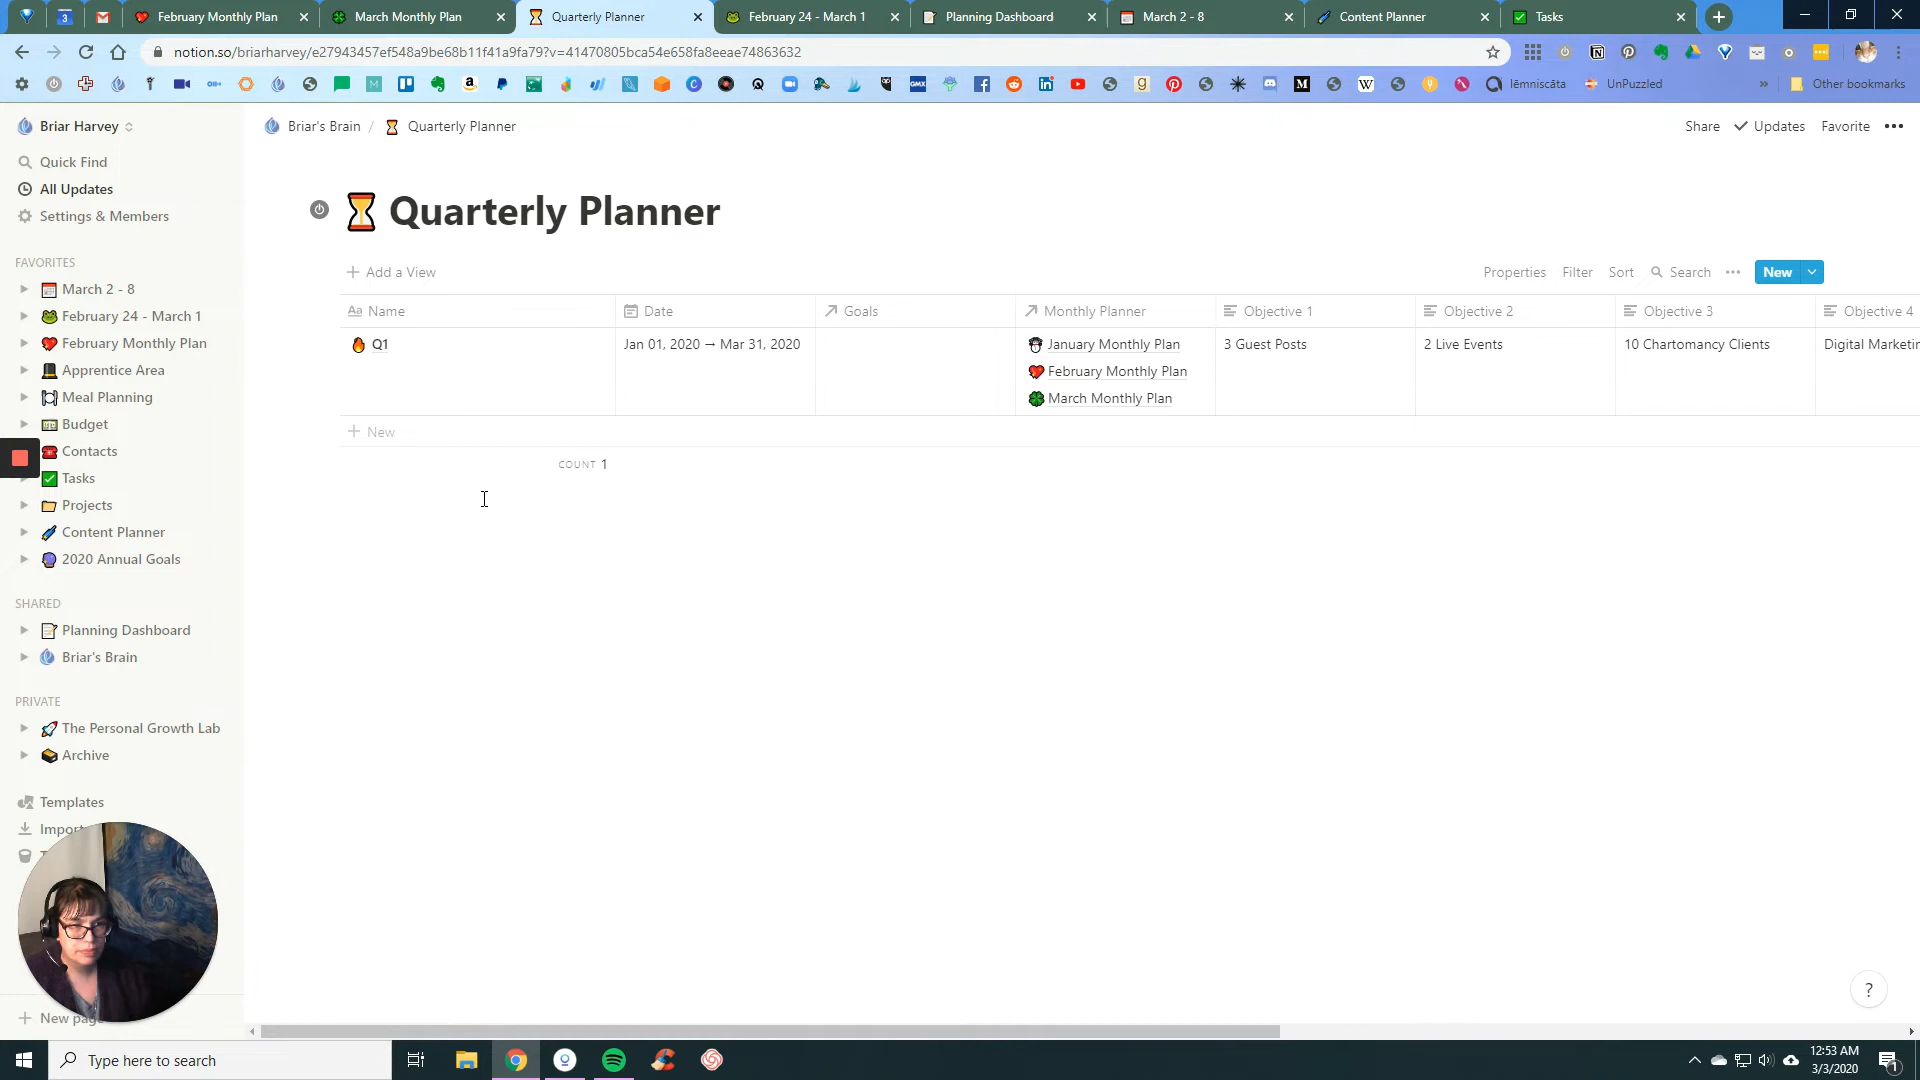 February Monthly Plan
March Monthly Plan
Quarterly Planner
February 24 - March 1
Planning Dashboard
March 2 - 8
Content Planner
Tasks
notion.so/briarharvey/e27943457ef548a9be68b11f41a9fa79?v=41470805bca54e658fa8eeae74863632
lēmniscāta
UnPuzzled
Other bookmarks
Briar Harvey
Briar's Brain / Quarterly Planner
Share
Updates
Favorite
Quick Find
All Updates
Settings & Members
FAVORITES
March 2 - 8
February 24 - March 1
February Monthly Plan
Apprentice Area
Meal Planning
Budget
Contacts
Tasks
Projects
Content Planner
2020 Annual Goals
SHARED
Planning Dashboard
Briar's Brain
PRIVATE
The Personal Growth Lab
Archive
Templates
Import
New page
Quarterly Planner
Add a View
Properties
Filter
Sort
Search
New
Aa Name
Date
Goals
Monthly Planner
Objective 1
Objective 2
Objective 3
Objective 4
Q1
Jan 01, 2020 → Mar 31, 2020
January Monthly Plan
February Monthly Plan
March Monthly Plan
3 Guest Posts
2 Live Events
10 Chartomancy Clients
Digital Marketin
New
COUNT 1
?
Type here to search
12:53 AM
3/3/2020